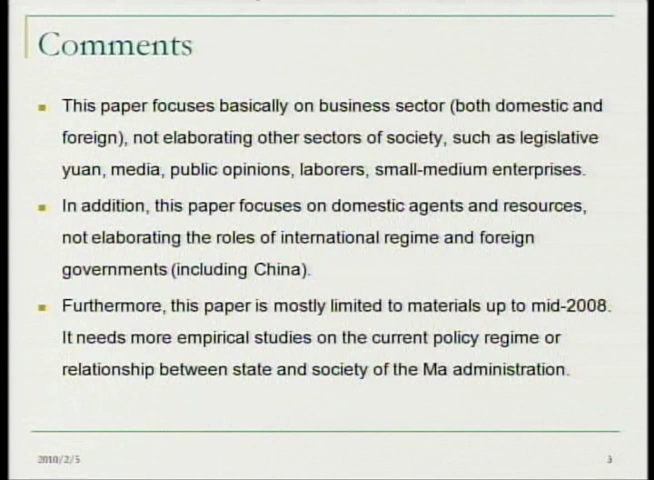 Comments
This paper focuses basically on business sector (both domestic and
foreign), not elaborating other sectors of society, such as legislative
yuan, media, public opinions, laborers, small-medium enterprises.
In addition, this paper focuses on domestic agents and resources,
not elaborating the roles of international regime and foreign
governments (including China).
Furthermore, this paper is mostly limited to materials up to mid-2008.
It needs more empirical studies on the current policy regime or
relationship between state and society of the Ma administration.
2010/2/5
3